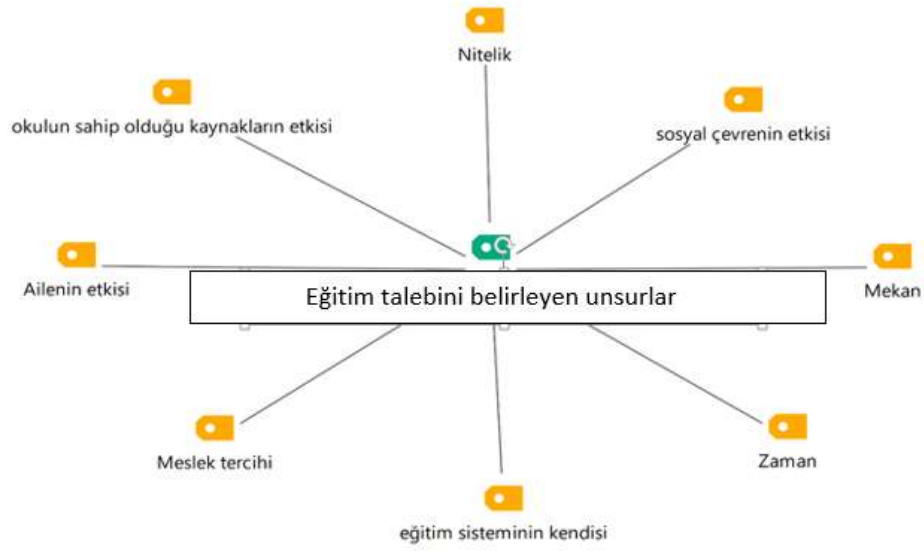 Nitelik
okulun sahip olduğu kaynakların etkisi
sosyal çevrenin etkisi
Ailenin etkisi
Eğitim talebini belirleyen unsurlar
Mekan
Meslek tercihi
Zaman
eğitim sisteminin kendisi